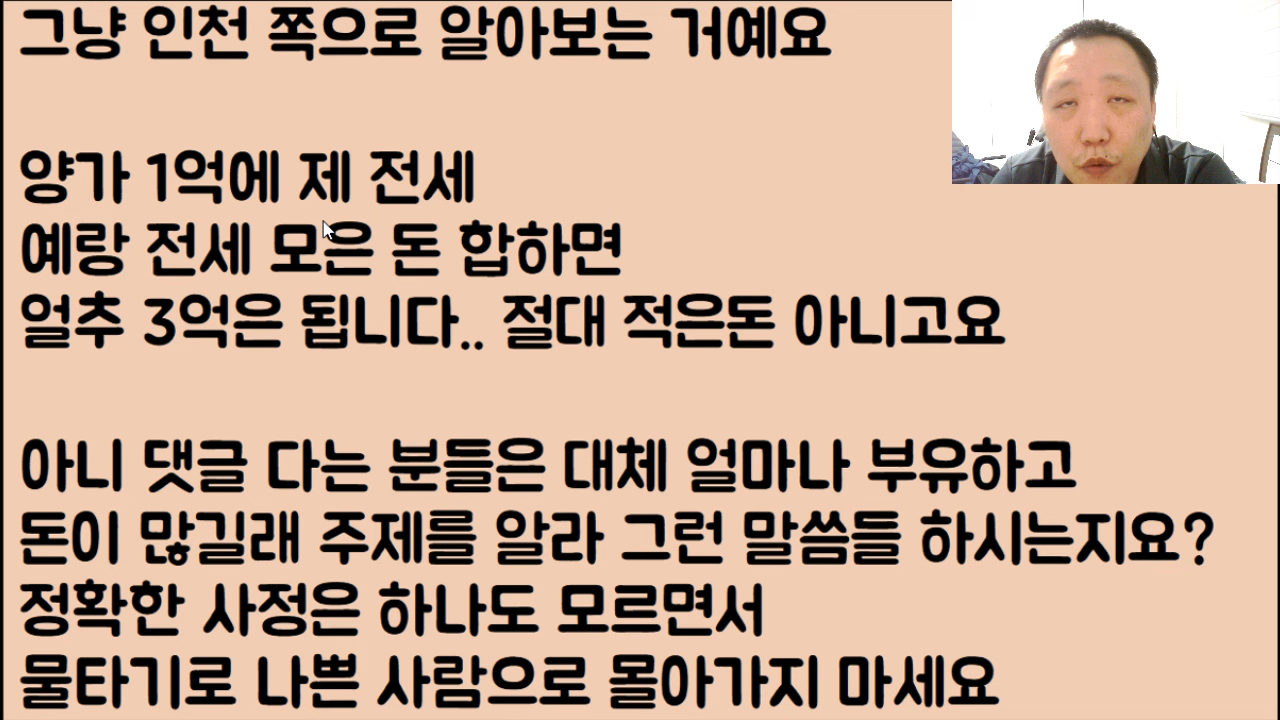 그냥 인천 쪽으로 알아보는 거예요
양가 1억에 제 전세
예랑 전세 모은 돈 합하면
얼추 3억은 됩니다.. 절대 적은돈 아니고요
아니 댓글 다는 분들은 대체 얼마나 부유하고
돈이 많길래 주제를 알라 그런 말씀들 하시는지요?
정확한 사정은 하나도 모르면서
물타기로 나쁜 사람으로 몰아가지 마세요